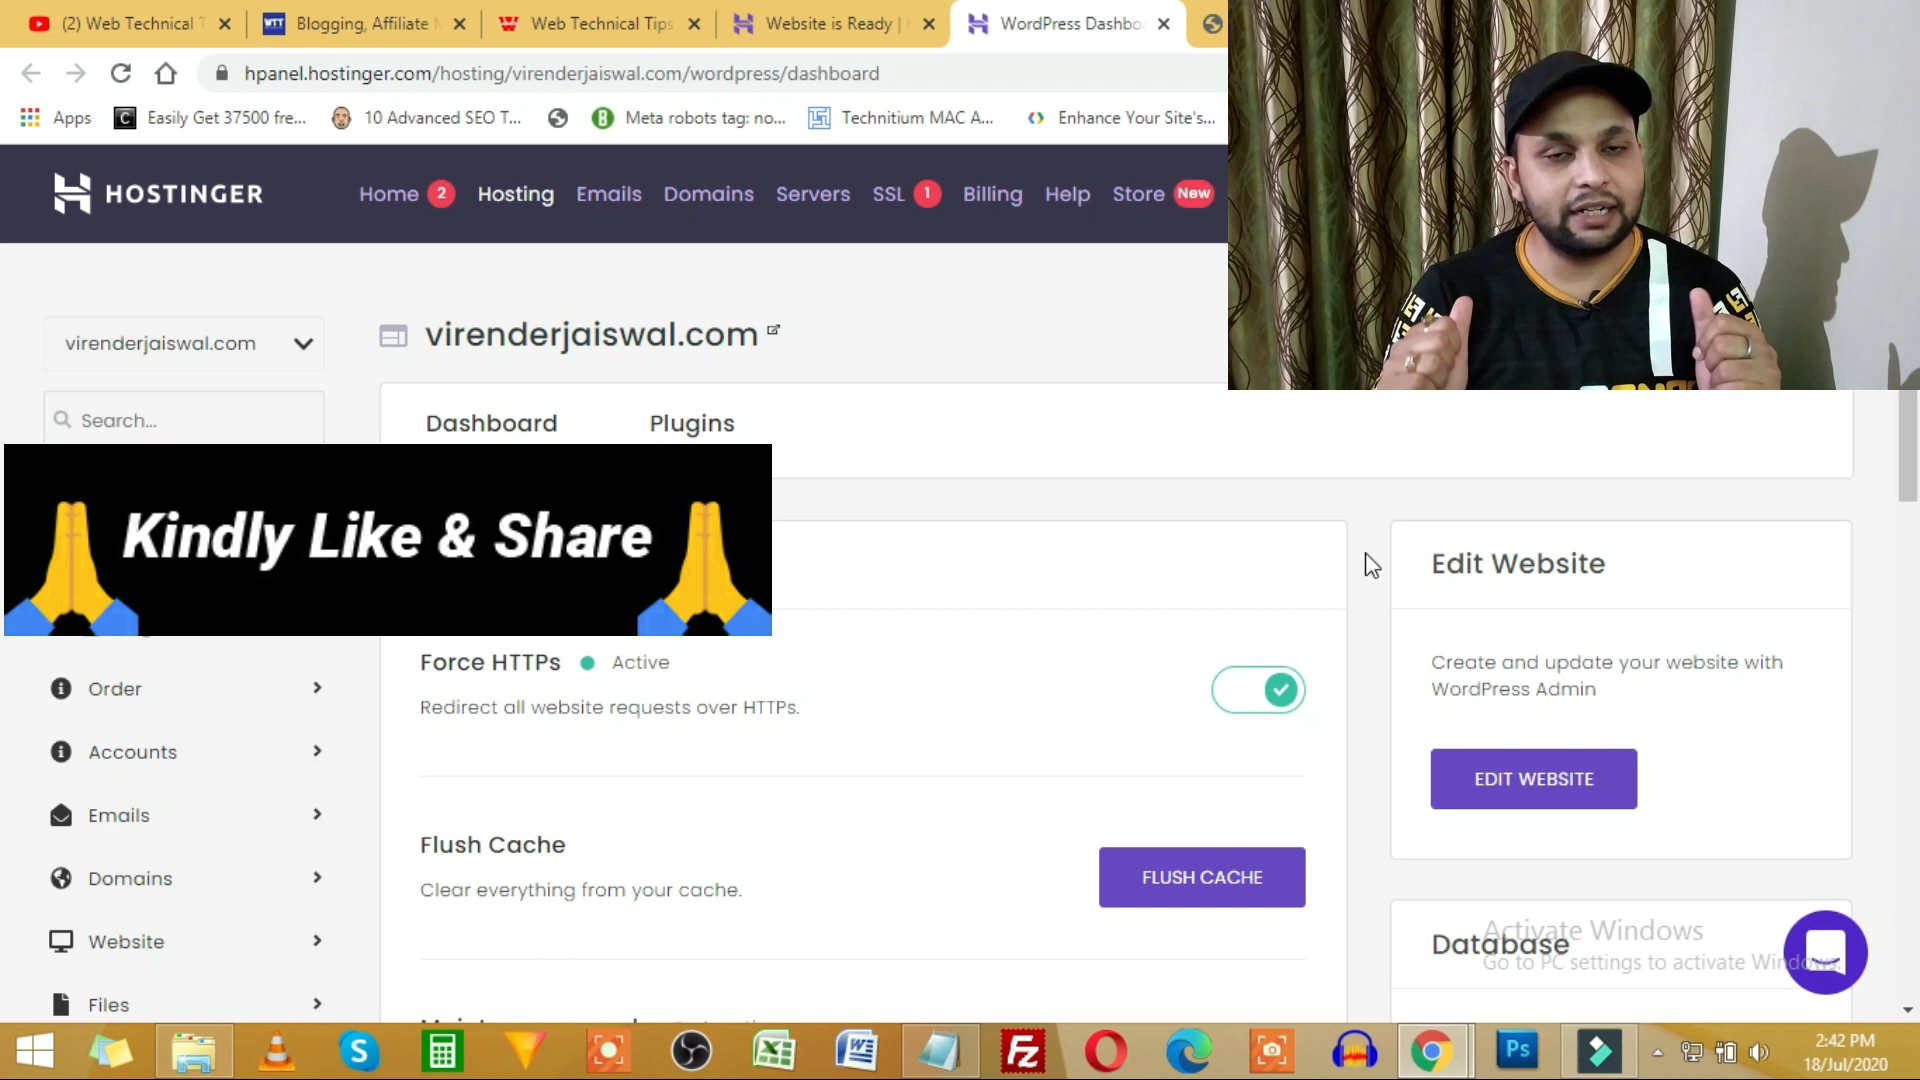 (2) Web Technical T
Blogging, Affiliate M
Web Technical Tips
Website is Ready |
WordPress Dashbo
hpanel.hostinger.com/hosting/virenderjaiswal.com/wordpress/dashboard
Apps
Easily Get 37500 fre...
10 Advanced SEO T...
Meta robots tag: no...
Technitium MAC A...
Enhance Your Site's...
HOSTINGER
Home 2
Hosting
Emails
Domains
Servers
SSL 1
Billing
Help
Store New
virenderjaiswal.com
virenderjaiswal.com
Search...
Dashboard
Plugins
Kindly Like & Share
Edit Website
Create and update your website with
WordPress Admin
EDIT WEBSITE
Force HTTPs
Active
Redirect all website requests over HTTPs.
Order
Accounts
Emails
Domains
Website
Files
Flush Cache
Clear everything from your cache.
FLUSH CACHE
Database
Activate Windows
Go to PC settings to activate Windows.
2:42 PM
18/Jul/2020